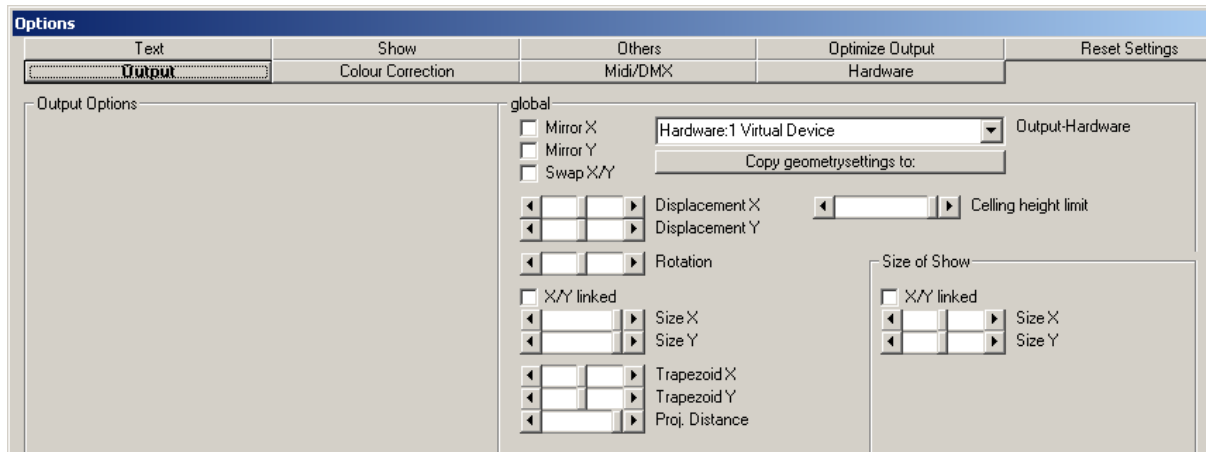 Options
Text Show Others Optimize Output Reset Settings
Output Colour Correction Midi/DMX Hardware
Output Options
global
Mirror X
Mirror Y
Swap X/Y
Hardware:1 Virtual Device
Output-Hardware
Copy geometrysettings to:
Displacement X
Displacement Y
Celling height limit
Rotation
X/Y linked
Size X
Size Y
Size of Show
X/Y linked
Size X
Size Y
Trapezoid X
Trapezoid Y
Proj. Distance